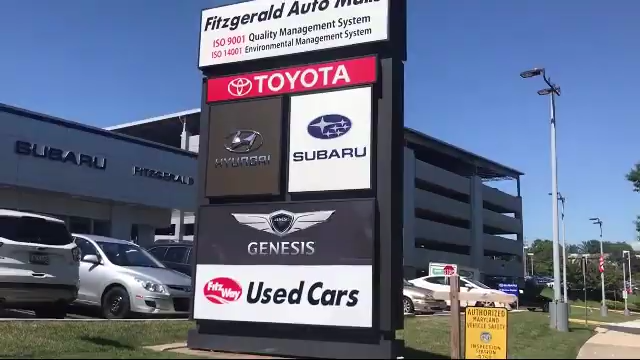 Fitzgerald Auto Malls
ISO 9001 Quality Management System
ISO 14001 Environmental Management System
TOYOTA
HYUNDAI
SUBARU
SUBARU
FITZGERALD
GENESIS
FitzWay Used Cars
AUTHORIZED
MARYLAND
VEHICLE SAFETY
INSPECTION
STATION